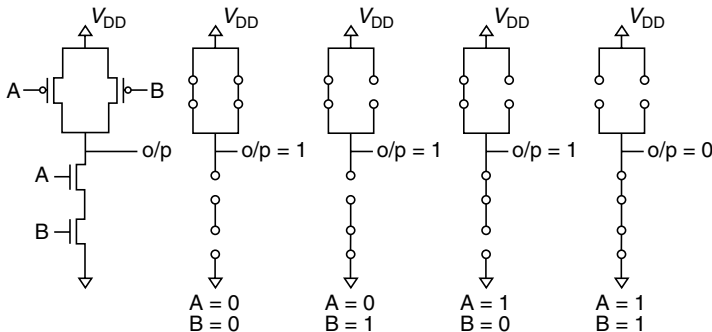 VDD VDD VDD VDD VDD
A B
o/p o/p = 1 o/p = 1 o/p = 1 o/p = 0
A
B
A = 0 A = 0 A = 1 A = 1
B = 0 B = 1 B = 0 B = 1